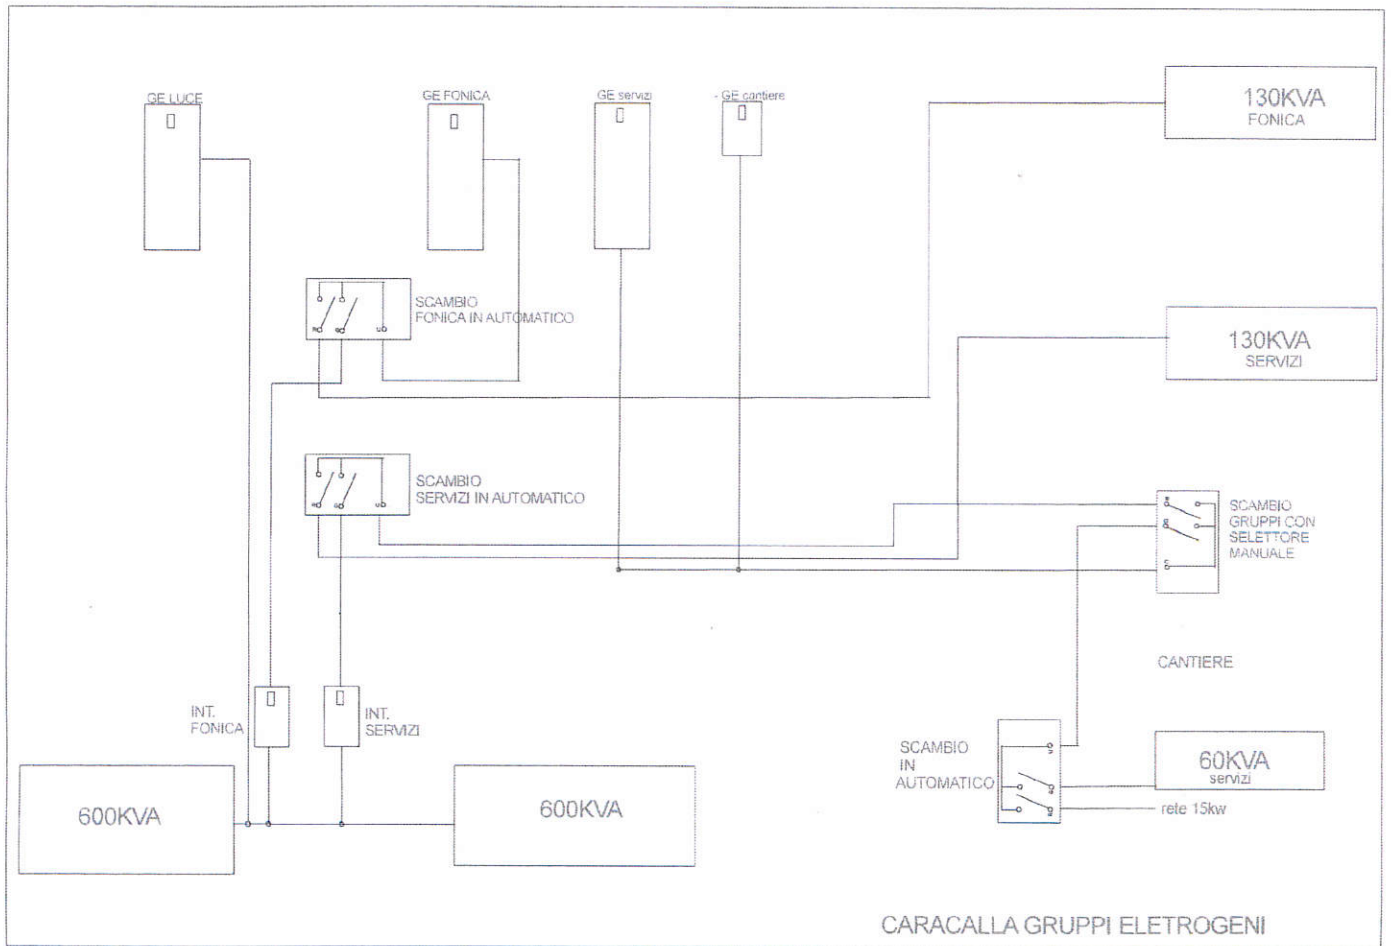 GE LUCE
GE FONICA
GE servizi
- GE cantiere
130KVA
FONICA
SCAMBIO
FONICA IN AUTOMATICO
130KVA
SERVIZI
SCAMBIO
SERVIZI IN AUTOMATICO
SCAMBIO
GRUPPI CON
SELETTORE
MANUALE
CANTIERE
INT.
FONICA
INT.
SERVIZI
SCAMBIO
IN
AUTOMATICO
60KVA
servizi
rete 15kw
600KVA
600KVA
CARACALLA GRUPPI ELETROGENI